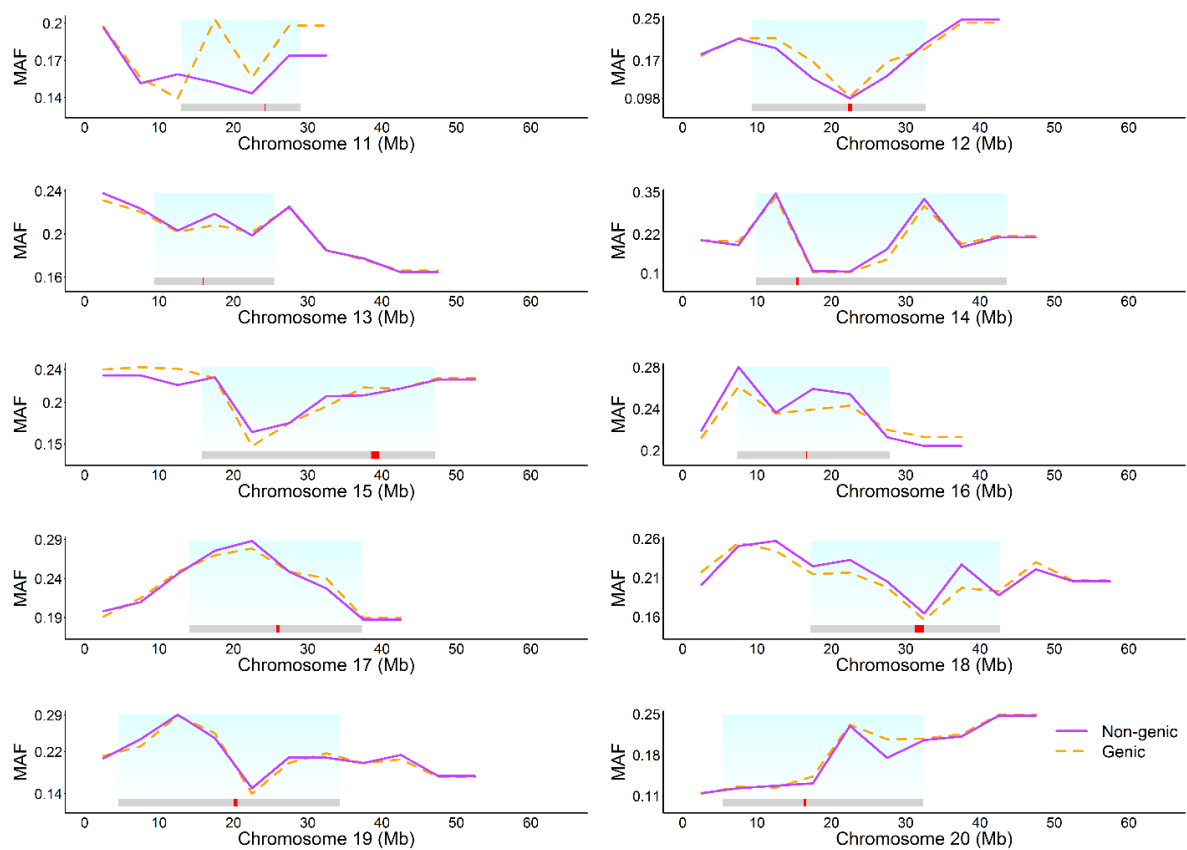 MAF
0.2
0.17
0.14
0 10 20 30 40 50 60
Chromosome 11 (Mb)
MAF
0.25
0.17
0.098
0 10 20 30 40 50 60
Chromosome 12 (Mb)
MAF
0.24
0.2
0.16
0 10 20 30 40 50 60
Chromosome 13 (Mb)
MAF
0.35
0.22
0.1
0 10 20 30 40 50 60
Chromosome 14 (Mb)
MAF
0.24
0.2
0.15
0 10 20 30 40 50 60
Chromosome 15 (Mb)
MAF
0.28
0.24
0.2
0 10 20 30 40 50 60
Chromosome 16 (Mb)
MAF
0.29
0.24
0.19
0 10 20 30 40 50 60
Chromosome 17 (Mb)
MAF
0.26
0.21
0.16
0 10 20 30 40 50 60
Chromosome 18 (Mb)
MAF
0.29
0.22
0.14
0 10 20 30 40 50 60
Chromosome 19 (Mb)
MAF
0.25
0.18
0.11
0 10 20 30 40 50 60
Chromosome 20 (Mb)
Non-genic
Genic